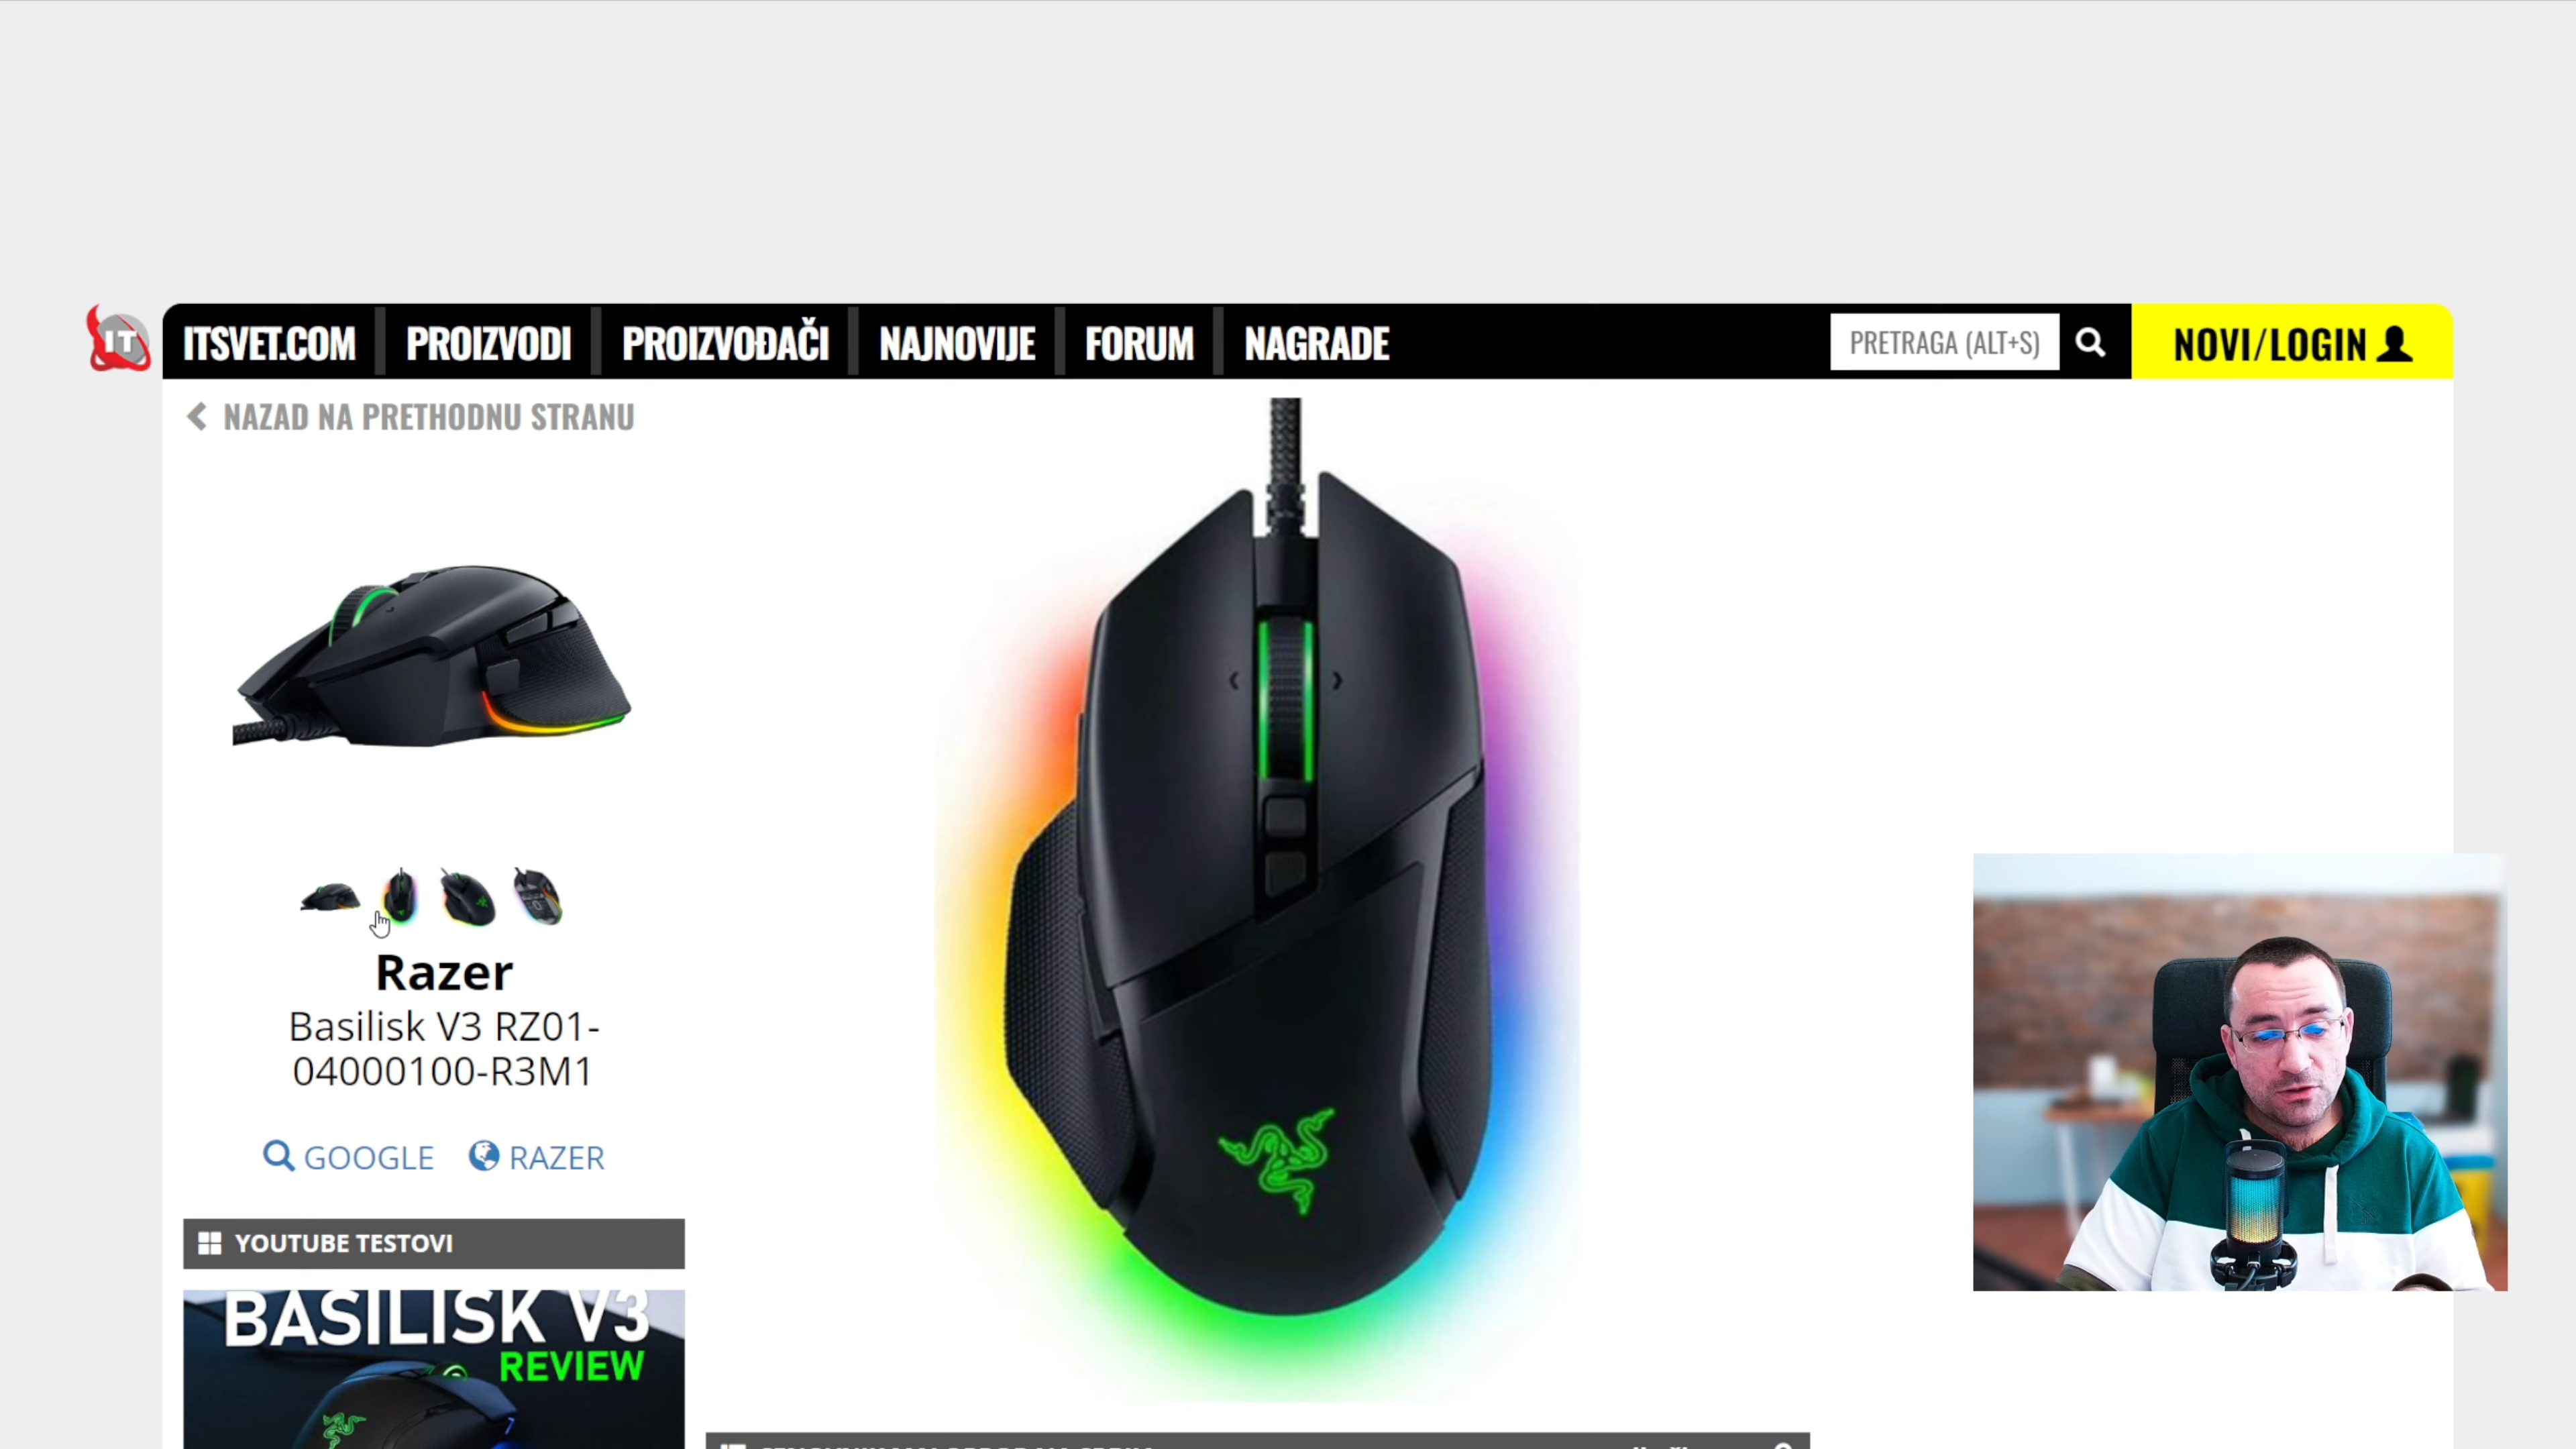 IT
ITSVET.COM PROIZVODI PROIZVOĐAČI NAJNOVIJE FORUM NAGRADE PRETRAGA (ALT+S) NOVI/LOGIN
NAZAD NA PRETHODNU STRANU
Razer
Basilisk V3 RZ01-
04000100-R3M1
GOOGLE RAZER
YOUTUBE TESTOVI
BASILISK V3
REVIEW